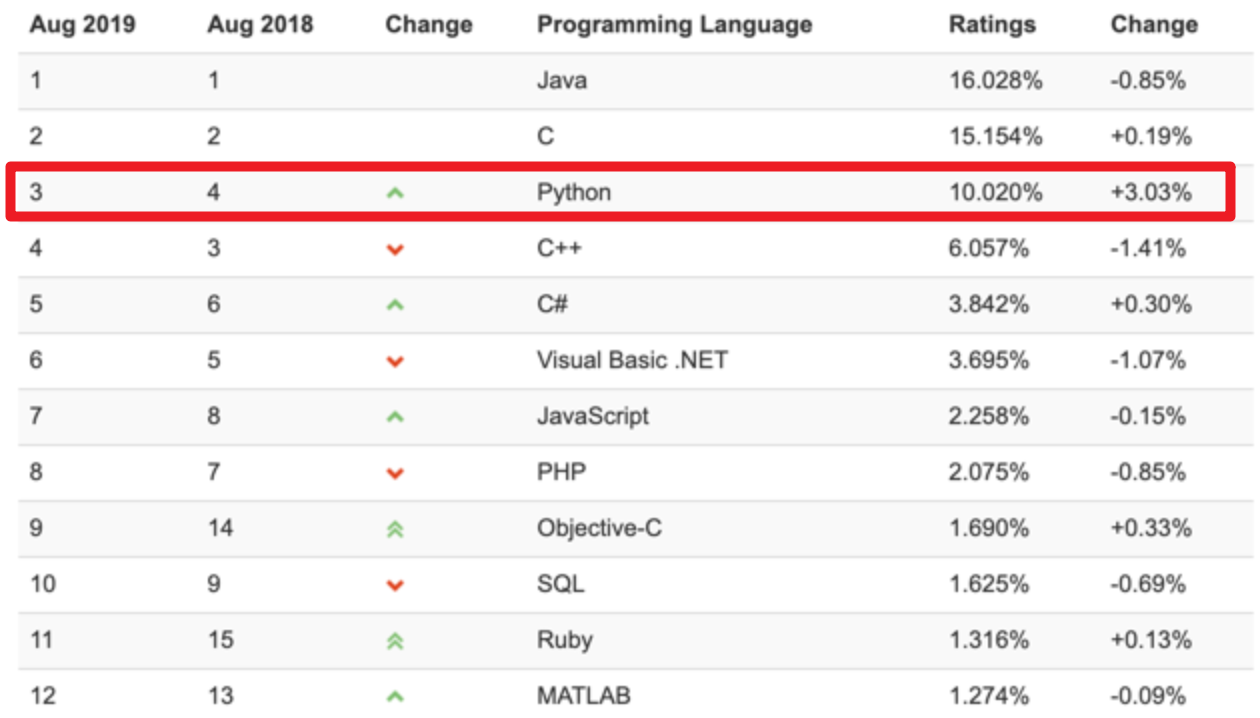 Aug 2019 Aug 2018 Change Programming Language Ratings Change
1 1 Java 16.028% -0.85%
2 2 C 15.154% +0.19%
3 4 Python 10.020% +3.03%
4 3 C++ 6.057% -1.41%
5 6 C# 3.842% +0.30%
6 5 Visual Basic .NET 3.695% -1.07%
7 8 JavaScript 2.258% -0.15%
8 7 PHP 2.075% -0.85%
9 14 Objective-C 1.690% +0.33%
10 9 SQL 1.625% -0.69%
11 15 Ruby 1.316% +0.13%
12 13 MATLAB 1.274% -0.09%